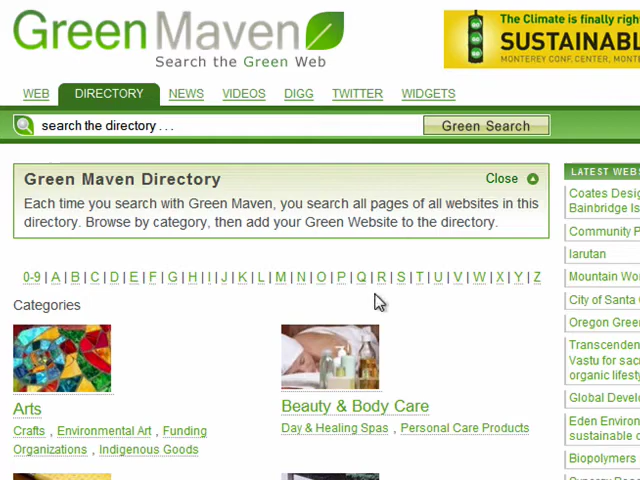 Green Maven
Search the Green Web
The Climate is finally right
SUSTAINABL
MONTEREY CONF. CENTER, MONTE
WEB DIRECTORY NEWS VIDEOS DIGG TWITTER WIDGETS
search the directory . . . Green Search
Green Maven Directory Close
Each time you search with Green Maven, you search all pages of all websites in this
directory. Browse by category, then add your Green Website to the directory.
0-9 | A | B | C | D | E | F | G | H | I | J | K | L | M | N | O | P | Q | R | S | T | U | V | W | X | Y | Z
Categories
Arts
Crafts , Environmental Art , Funding
Organizations , Indigenous Goods
Beauty & Body Care
Day & Healing Spas , Personal Care Products
LATEST WEBS
Coates Desig
Bainbridge Is
Community P
Iarutan
Mountain Wo
City of Santa
Oregon Gree
Transcenden
Vastu for sac
organic lifesty
Global Develo
Eden Environ
sustainable c
Biopolymers